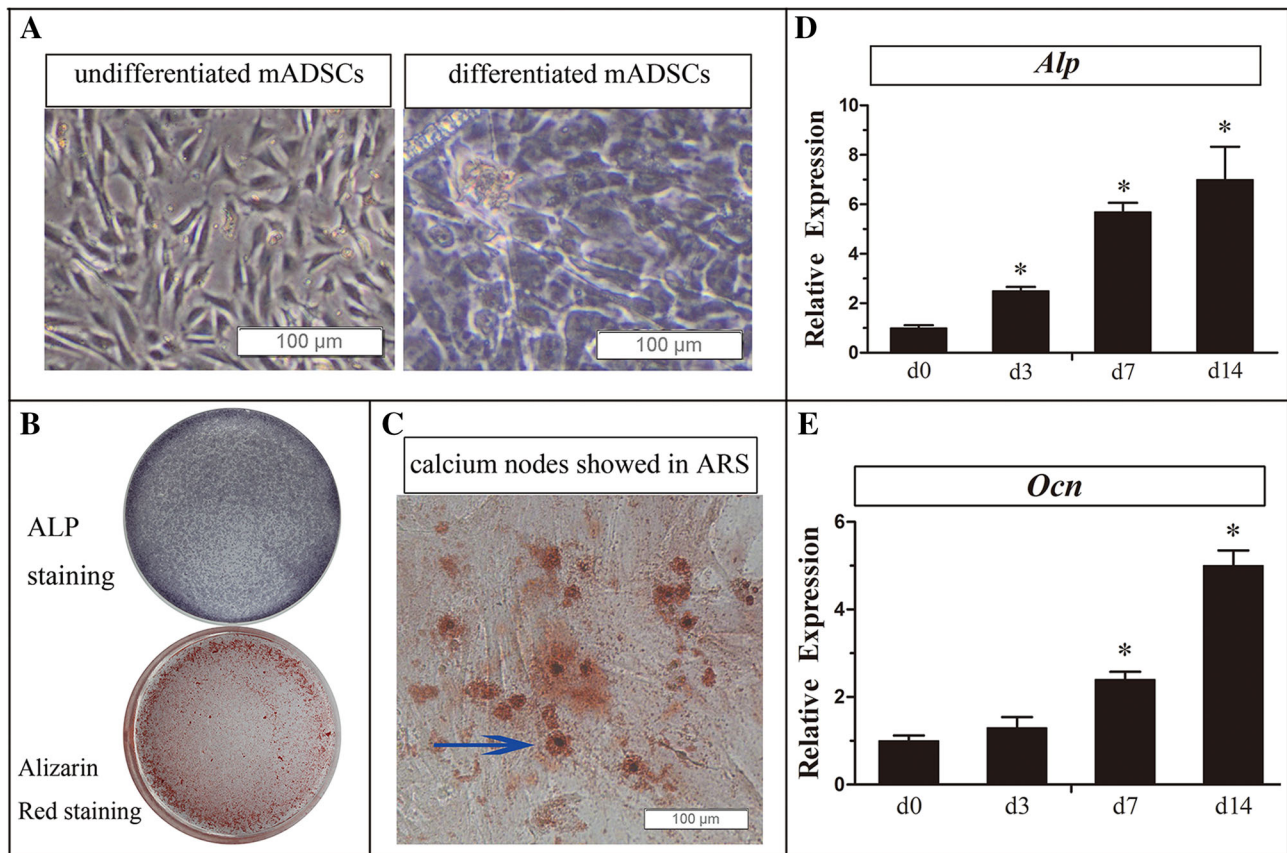 A
undifferentiated mADSCs
differentiated mADSCs
100 µm
100 µm
B
ALP
staining
Alizarin
Red staining
C
calcium nodes showed in ARS
100 µm
D
Alp
Relative Expression
10
8
6
4
2
0
*
*
*
d0 d3 d7 d14
E
Ocn
Relative Expression
6
4
2
0
*
*
d0 d3 d7 d14